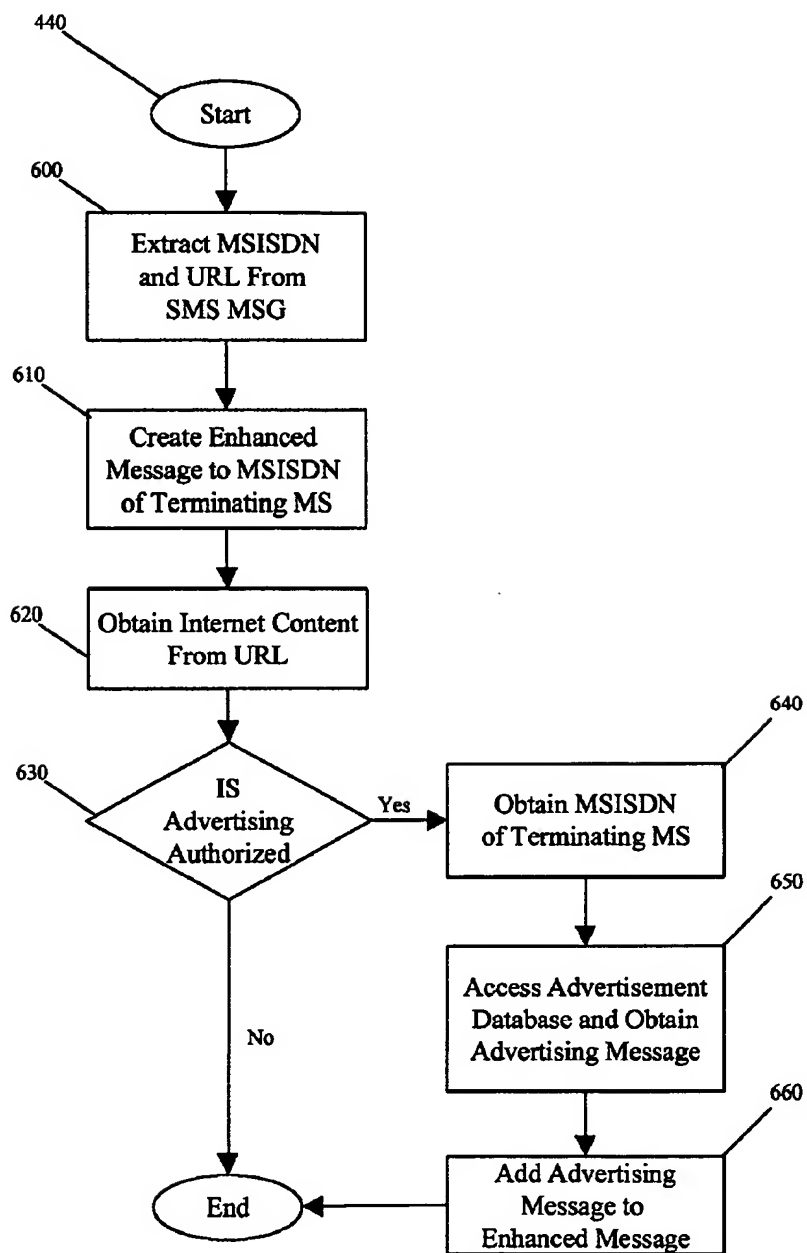 440
Start
600
Extract MSISDN
and URL From
SMS MSG
610
Create Enhanced
Message to MSISDN
of Terminating MS
620
Obtain Internet Content
From URL
630
IS
Advertising
Authorized
Yes
640
Obtain MSISDN
of Terminating MS
650
Access Advertisement
Database and Obtain
Advertising Message
No
660
Add Advertising
Message to
Enhanced Message
End